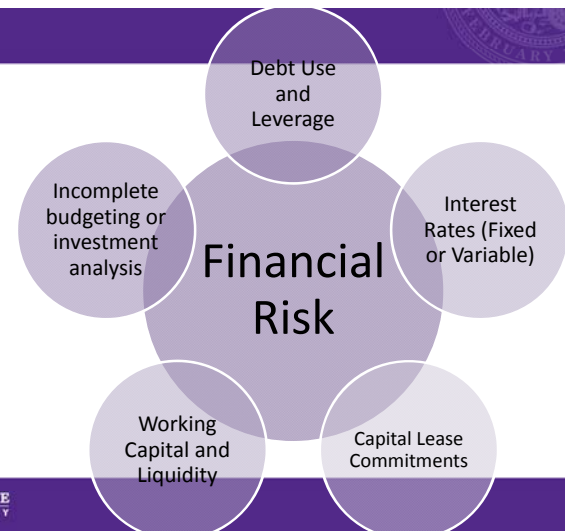 FEBRUARY
Debt Use
and
Leverage
Incomplete
budgeting or
investment
analysis
Interest
Rates (Fixed
or Variable)
Financial
Risk
Working
Capital and
Liquidity
Capital Lease
Commitments